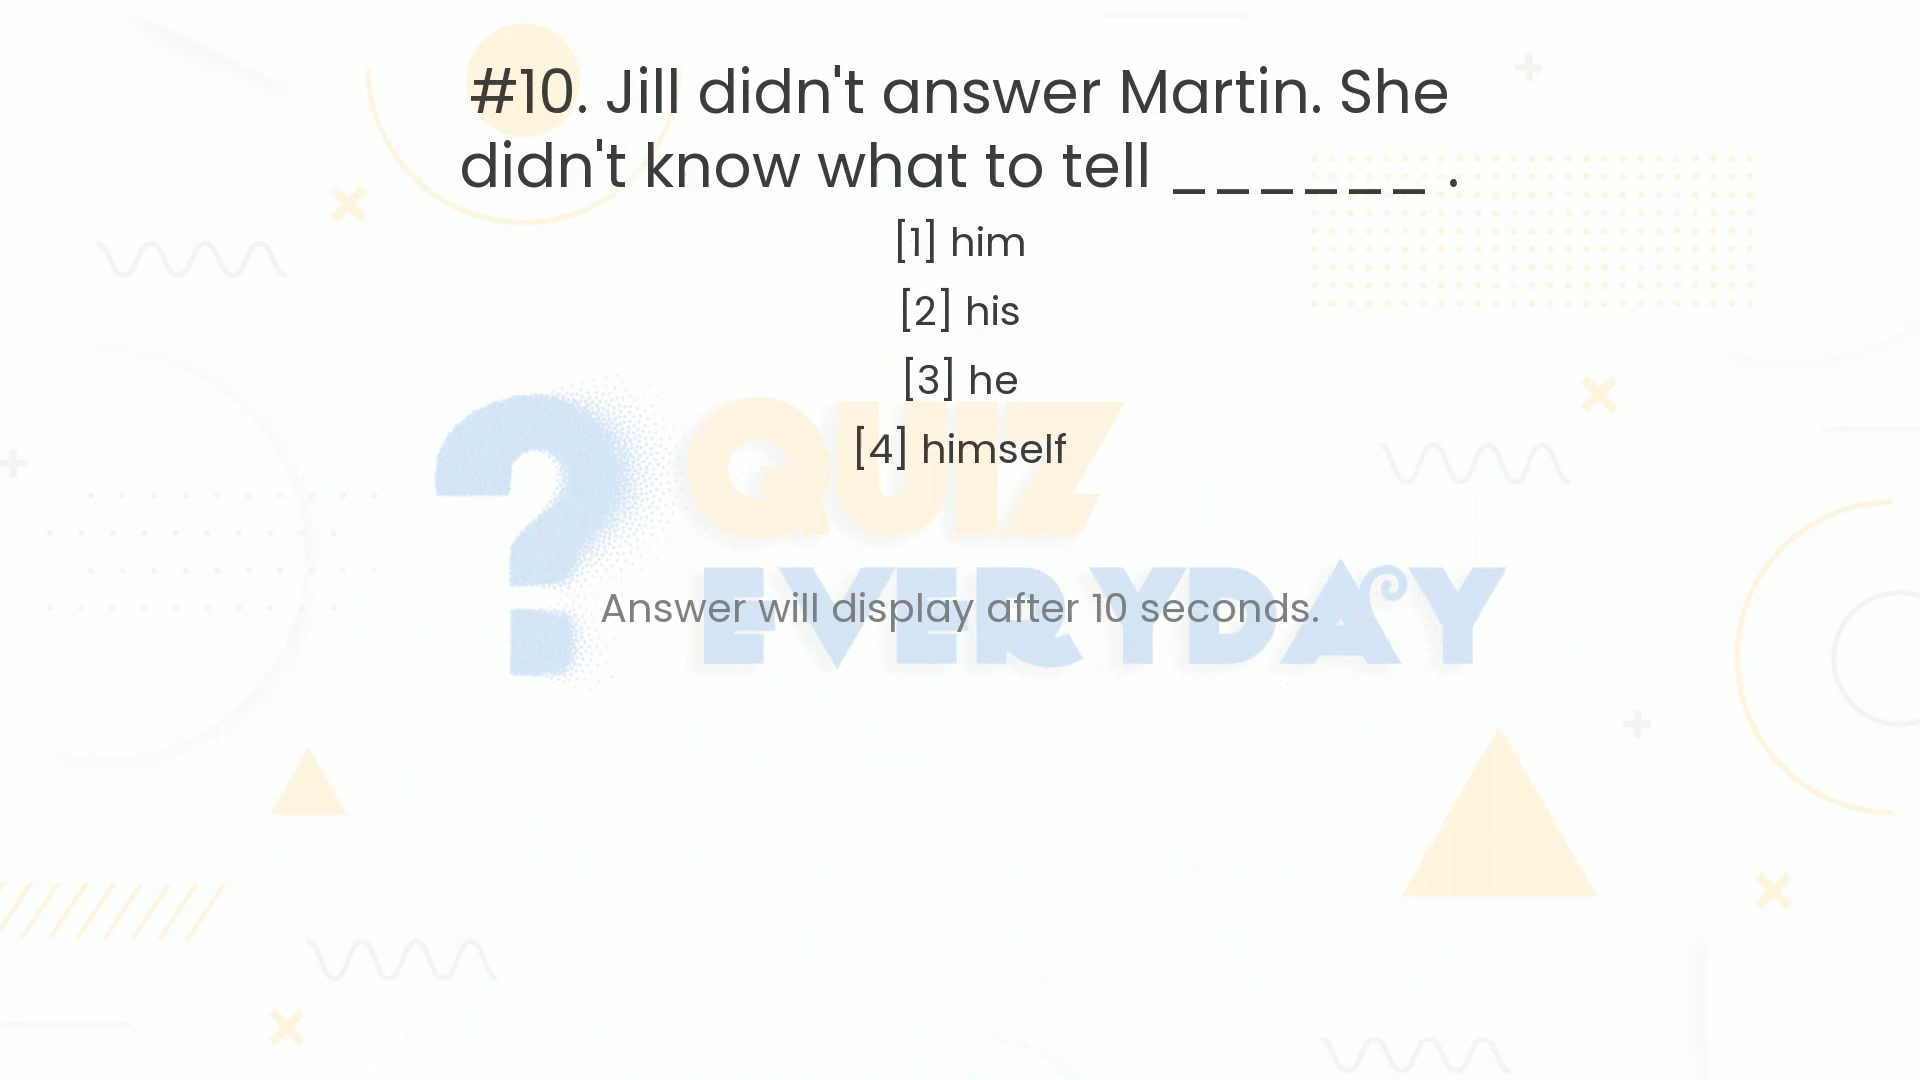 #10. Jill didn't answer Martin. She
didn't know what to tell _ _ _ _ _ _ .
[1] him
[2] his
[3] he
[4] himself
? QUIZ
EVERYDAY
Answer will display after 10 seconds.